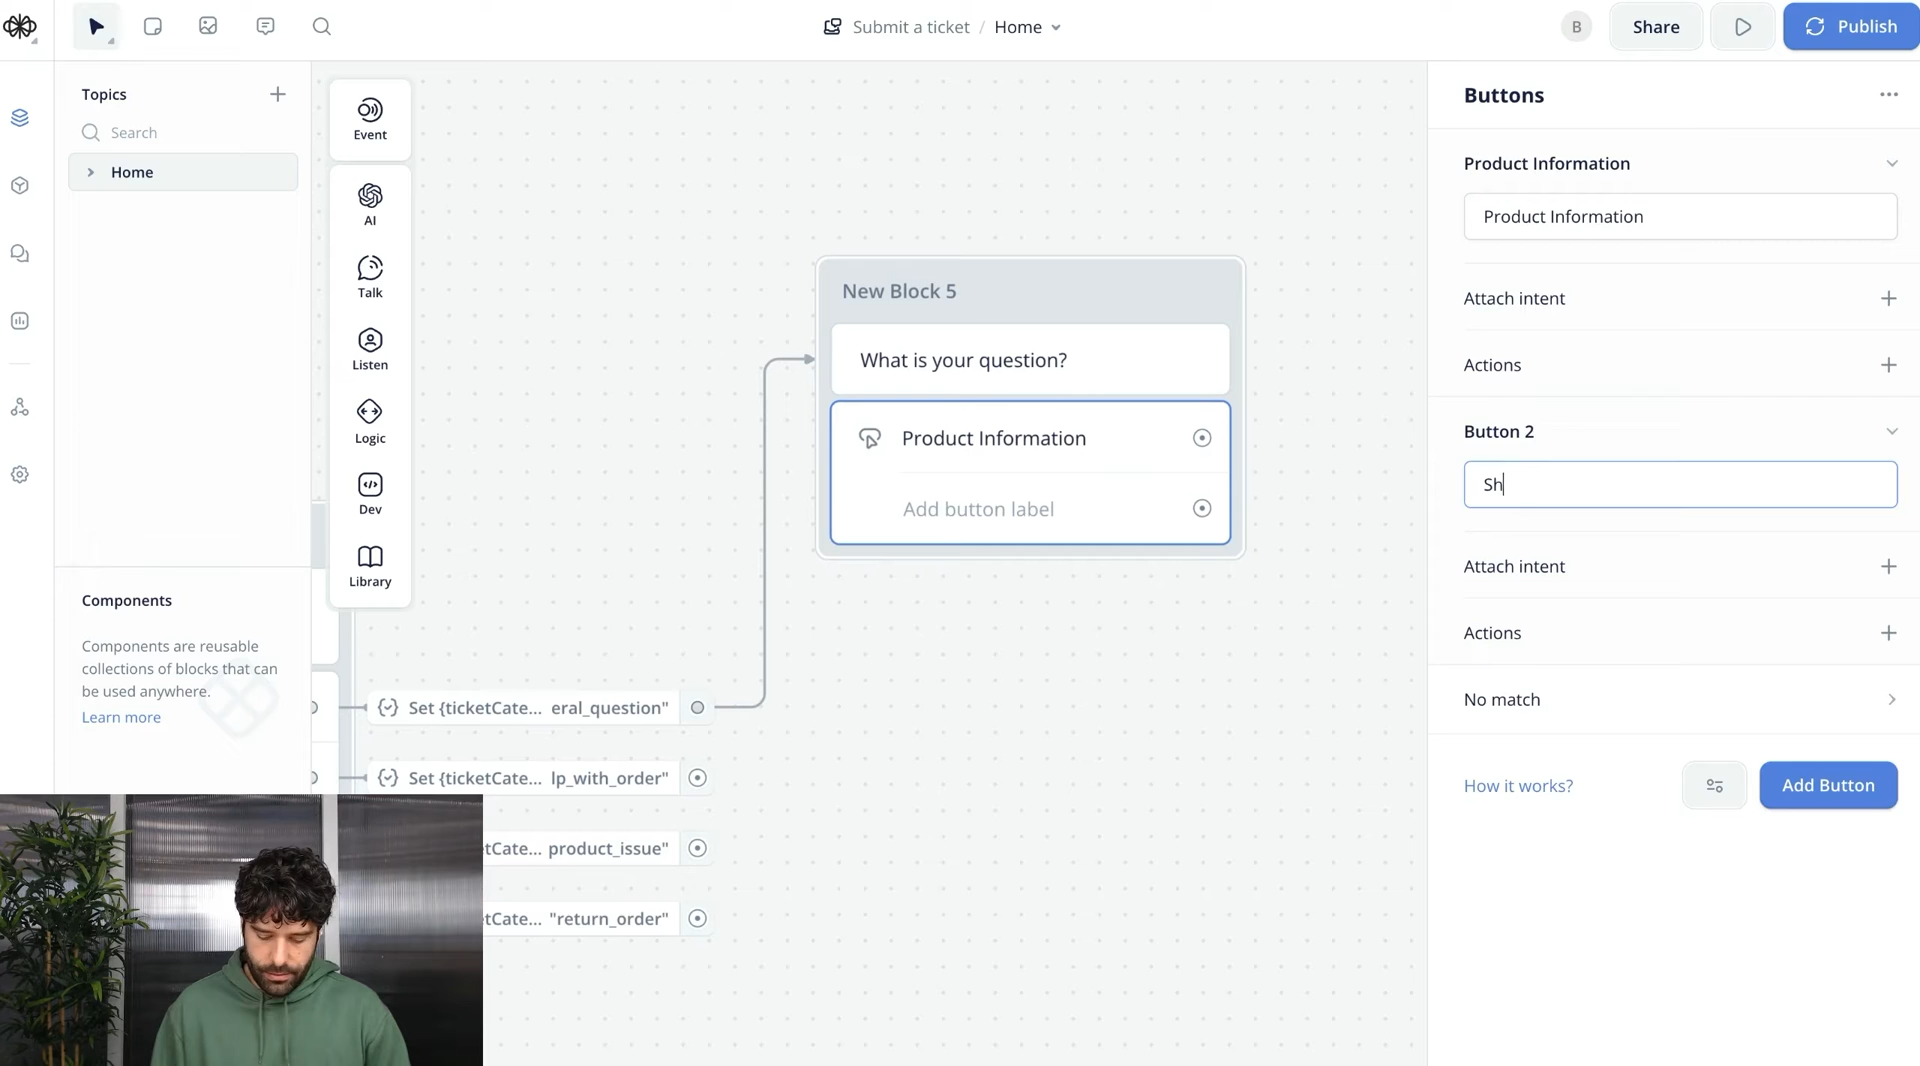 Submit a ticket / Home
B
Share
Publish
Topics
Search
Home
Components
Components are reusable
collections of blocks that can
be used anywhere.
Learn more
Event
AI
Talk
Listen
Logic
Dev
Library
New Block 5
What is your question?
Product Information
Add button label
Set {ticketCate... eral_question"
Set {ticketCate... lp_with_order"
etCate... product_issue"
etCate... "return_order"
Buttons
Product Information
Product Information
Attach intent
Actions
Button 2
Sh
Attach intent
Actions
No match
How it works?
Add Button